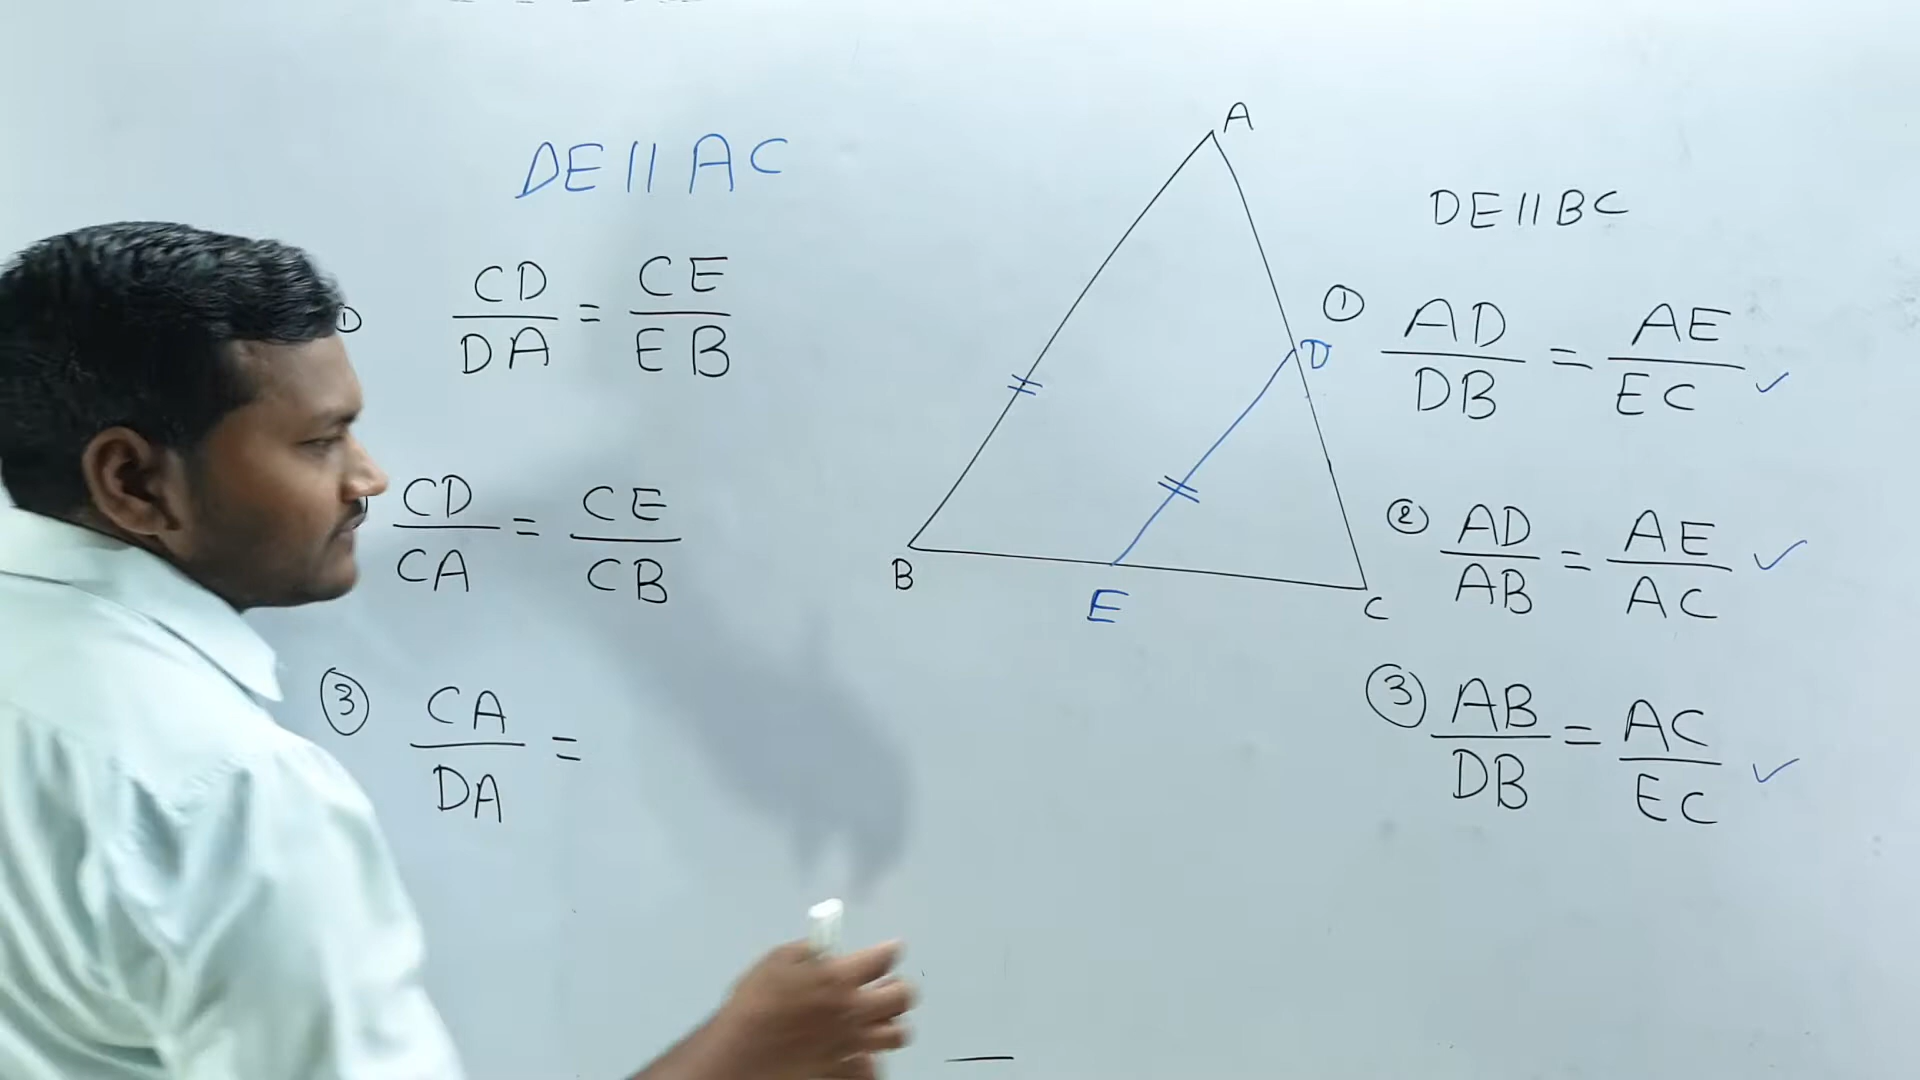 DE || AC
① CD/DA = CE/EB
CD/CA = CE/CB
③ CA/DA =
A
B
C
D
E
DE || BC
① AD/DB = AE/EC ✓
② AD/AB = AE/AC ✓
③ AB/DB = AC/EC ✓